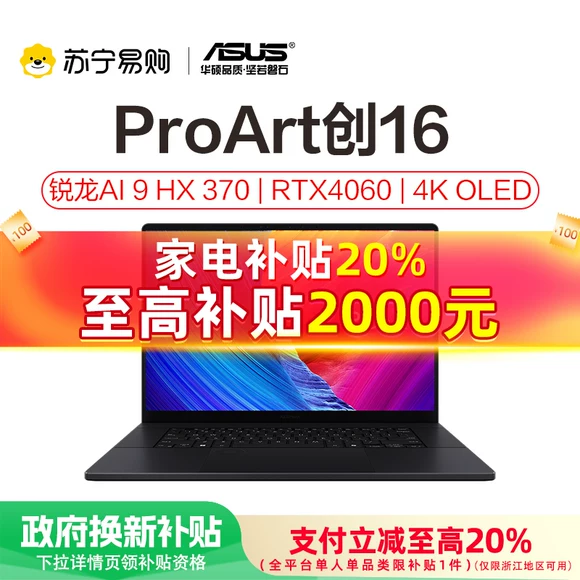 苏宁易购
ASUS
华硕品质·坚若磐石
ProArt创16
锐龙AI 9 HX 370 | RTX4060 | 4K OLED
100
100
家电补贴20%
至高补贴2000元
政府换新补贴
下拉详情页领补贴资格
支付立减至高20%
(全平台单人单品类限补贴1件)(仅限浙江地区可用)